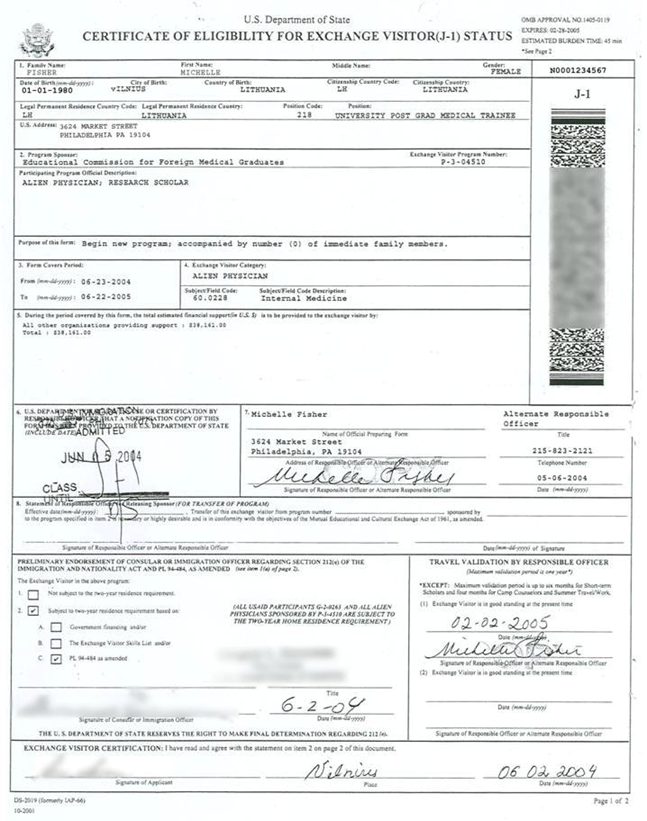 U.S. Department of State
CERTIFICATE OF ELIGIBILITY FOR EXCHANGE VISITOR(J-1) STATUS
OMB APPROVAL NO.1405-0119
EXPIRES: 02-28-2005
ESTIMATED BURDEN TIME: 45 min
*See Page 2
1. Family Name: First Name: Middle Name: Gender:
FISHER MICHELLE FEMALE
N0001234567
Date of Birth(mm-dd-yyyy): City of Birth: Country of Birth: Citizenship Country Code: Citizenship Country:
01-01-1980 VILNIUS LITHUANIA LH LITHUANIA
J-1
Legal Permanent Residence Country Code: Legal Permanent Residence Country: Position Code: Position:
LH LITHUANIA 218 UNIVERSITY POST GRAD MEDICAL TRAINEE
U.S. Address: 3624 MARKET STREET
PHILADELPHIA PA 19104
2. Program Sponsor: Exchange Visitor Program Number:
Educational Commission for Foreign Medical Graduates P-3-04510
Participating Program Official Description:
ALIEN PHYSICIAN; RESEARCH SCHOLAR
Purpose of this form: Begin new program; accompanied by number (0) of immediate family members.
3. Form Covers Period: 4. Exchange Visitor Category:
ALIEN PHYSICIAN
From (mm-dd-yyyy): 06-23-2004
Subject/Field Code: Subject/Field Code Description:
To (mm-dd-yyyy): 06-22-2005 60.0228 Internal Medicine
5. During the period covered by this form, the total estimated financial support(in U.S. $) is to be provided to the exchange visitor by:
All other organizations providing support : $38,161.00
Total : $38,161.00
6. U.S. DEPARTMENT OF STATE OR CERTIFICATION BY
RESPONSIBLE OFFICER THAT A NOTIFICATION COPY OF THIS
FORM HAS BEEN PROVIDED TO THE U.S. DEPARTMENT OF STATE
(INCLUDE DATE)
ADMITTED
JUN 2004
CLASS
UNTIL
7. Michelle Fisher Alternate Responsible
Officer
Name of Official Preparing Form Title
3624 Market Street
Philadelphia, PA 19104 215-823-2121
Address of Responsible Officer or Alternate Responsible Officer Telephone Number
Michelle Fisher 05-06-2004
Signature of Responsible Officer or Alternate Responsible Officer Date (mm-dd-yyyy)
8. Statement of Responsible Officer for Releasing Sponsor (FOR TRANSFER OF PROGRAM)
Effective date(mm-dd-yyyy): . Transfer of this exchange visitor from program number sponsored by
to the program specified in item 2 is necessary or highly desirable and is in conformity with the objectives of the Mutual Educational and Cultural Exchange Act of 1961, as amended.
Signature of Responsible Officer or Alternate Responsible Officer Date(mm-dd-yyyy) of Signature
PRELIMINARY ENDORSEMENT OF CONSULAR OR IMMIGRATION OFFICER REGARDING SECTION 212(e) OF THE
IMMIGRATION AND NATIONALITY ACT AND PL 94-484, AS AMENDED (see item 1(a) of page 2).
The Exchange Visitor in the above program:
1. Not subject to the two-year residence requirement.
2. Subject to two-year residence requirement based on:
A. Government financing and/or
B. The Exchange Visitor Skills List and/or
C. PL 94-484 as amended
(ALL USAID PARTICIPANTS G-2-0263 AND ALL ALIEN
PHYSICIANS SPONSORED BY P-3-4510 ARE SUBJECT TO
THE TWO-YEAR HOME RESIDENCE REQUIREMENT)
Title
6-2-04
Signature of Consular or Immigration Officer Date (mm-dd-yyyy)
THE U.S. DEPARTMENT OF STATE RESERVES THE RIGHT TO MAKE FINAL DETERMINATION REGARDING 212 (e).
TRAVEL VALIDATION BY RESPONSIBLE OFFICER
(Maximum validation period is one year*)
*EXCEPT: Maximum validation period is up to six months for Short-term
Scholars and four months for Camp Counselors and Summer Travel/Work.
(1) Exchange Visitor is in good standing at the present time
02-02-2005
Date (mm-dd-yyyy)
Michelle Fisher
Signature of Responsible Officer or Alternate Responsible Officer
(2) Exchange Visitor is in good standing at the present time
Date (mm-dd-yyyy)
Signature of Responsible Officer or Alternate Responsible Officer
EXCHANGE VISITOR CERTIFICATION: I have read and agree with the statement on item 2 on page 2 of this document.
Vilnius 06 02 2004
Signature of Applicant Place Date (mm-dd-yyyy)
DS-2019 (formerly IAP-66)
10-2001
Page 1 of 2